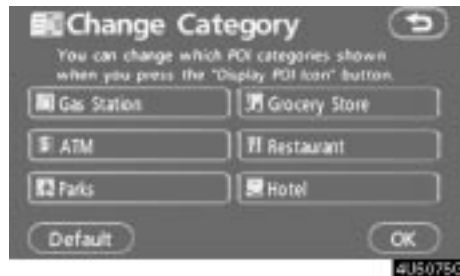 Change Category
You can change which POI categories shown
when you press the "Display POI Icon" button.
Gas Station
Grocery Store
ATM
Restaurant
Parks
Hotel
Default
OK
4U5075G